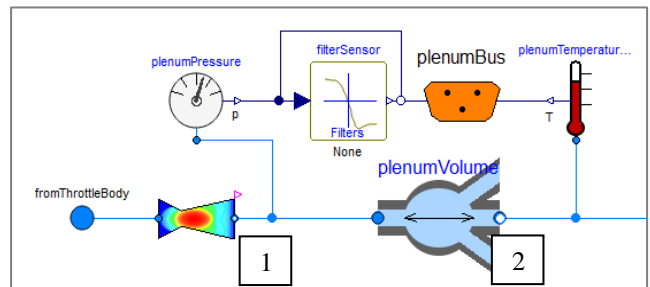 filterSensor
plenumBus
plenumTemperatur...
plenumPressure
p
T
Filters
None
plenumVolume
fromThrottleBody
1
2